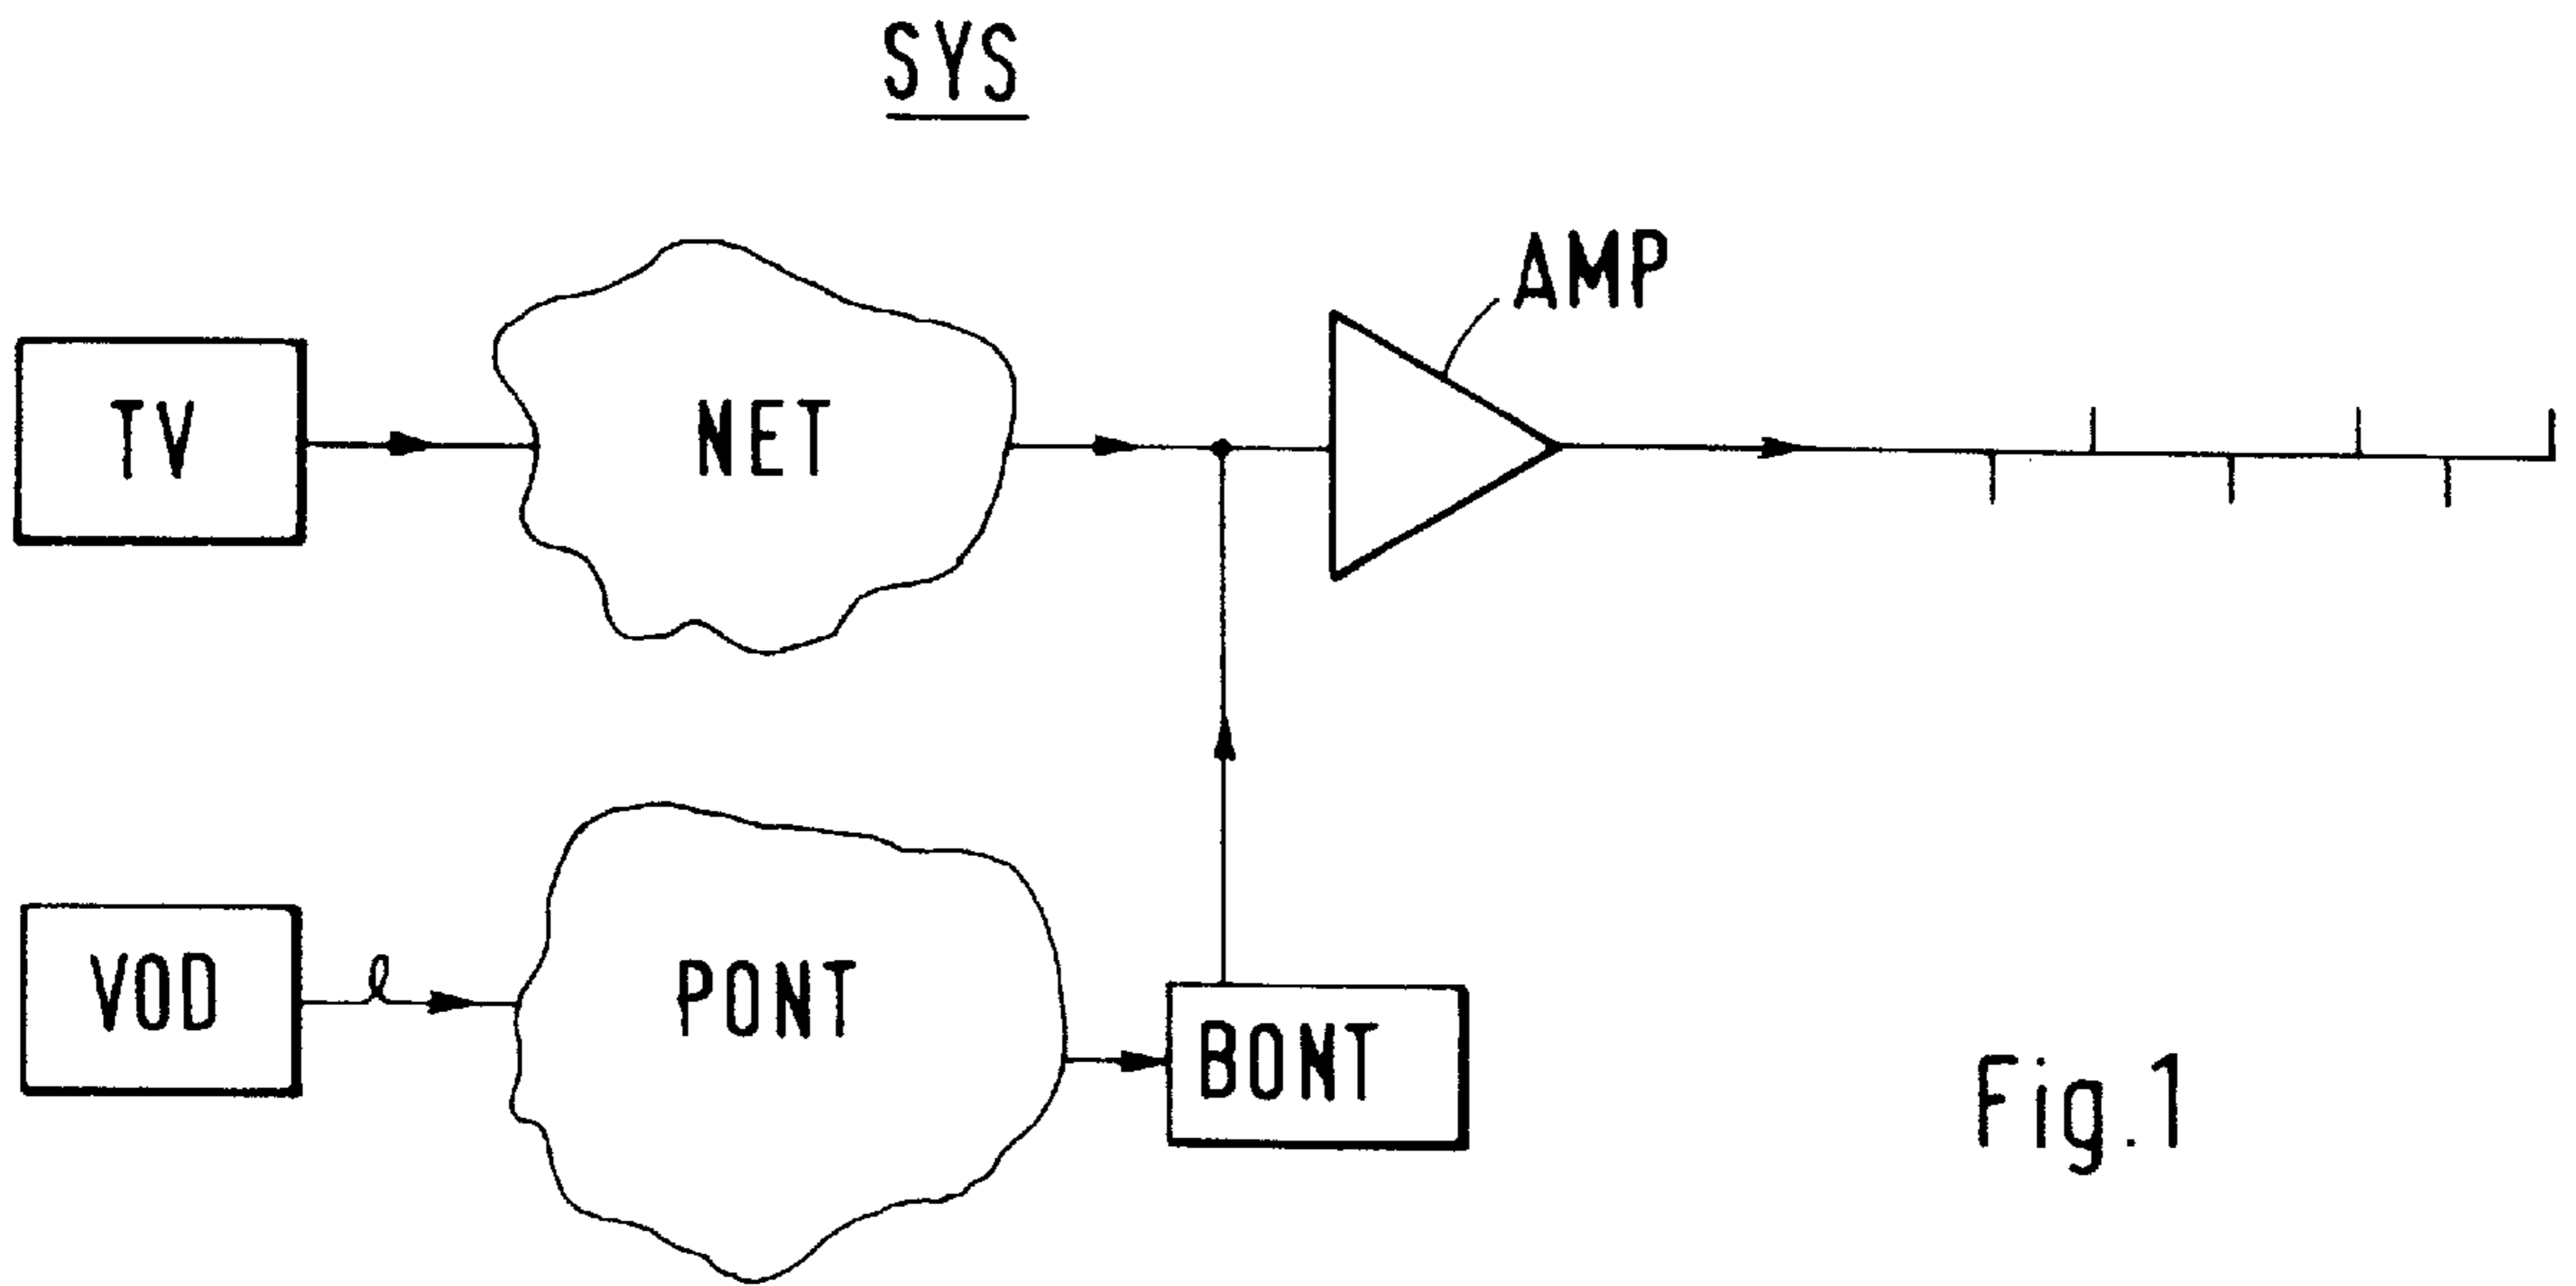 SYS
AMP
TV
NET
VOD
PONT
BONT
Fig.1